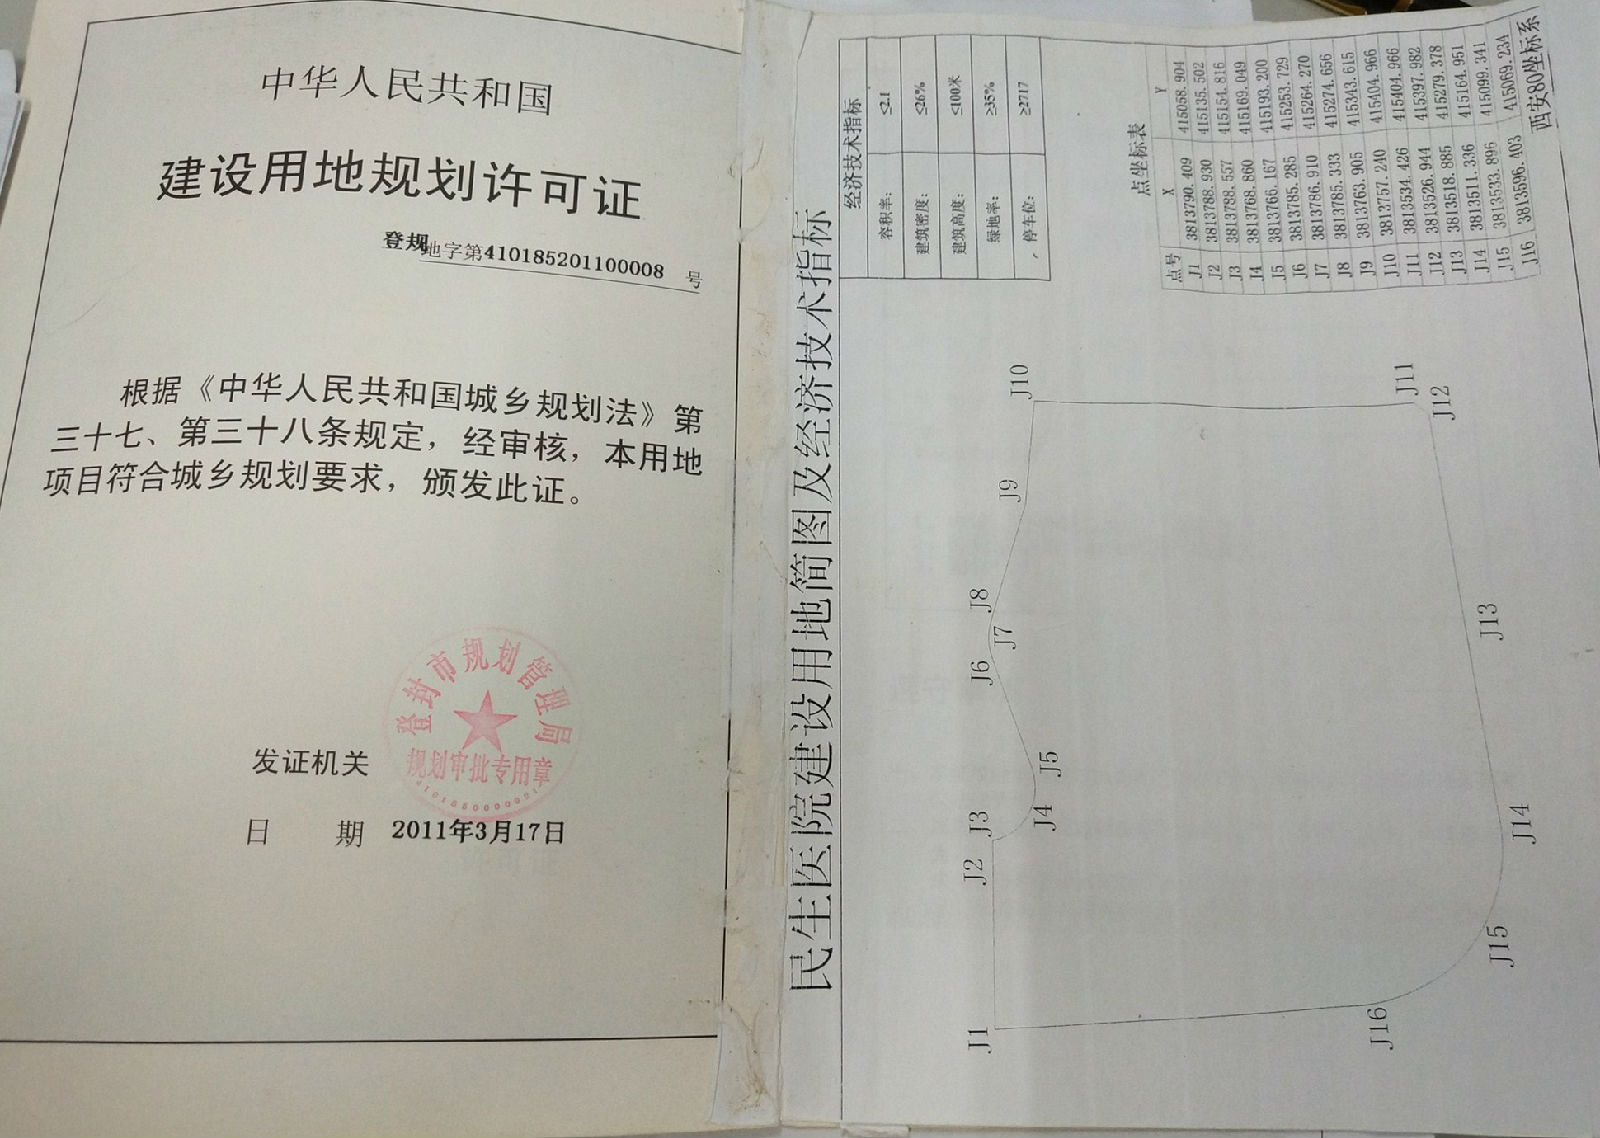 中华人民共和国
建设用地规划许可证
登规地字第410185201100008 号
根据《中华人民共和国城乡规划法》第
三十七、第三十八条规定，经审核，本用地
项目符合城乡规划要求，颁发此证。
登封市规划管理局
规划审批专用章
发证机关
日 期 2011年3月17日
民生医院建设用地简图及经济技术指标
经济技术指标
容积率： ≤2.1
建筑密度： ≤26%
建筑高度： ≤100米
绿地率： ≥35%
停车位： ≥2717
点坐标表
点号 X Y
J1 3813790.409 415058.904
J2 3813788.930 415135.502
J3 3813788.557 415154.816
J4 3813768.860 415169.049
J5 3813766.167 415193.200
J6 3813785.285 415253.729
J7 3813786.910 415264.270
J8 3813785.333 415274.656
J9 3813763.905 415343.615
J10 3813757.240 415404.966
J11 3813534.426 415404.966
J12 3813526.944 415397.982
J13 3813518.885 415279.378
J14 3813511.336 415164.951
J15 3813533.896 415099.341
J16 3813596.403 415069.234
西安80坐标系
J1
J2
J3
J4
J5
J6
J7
J8
J9
J10
J11
J12
J13
J14
J15
J16